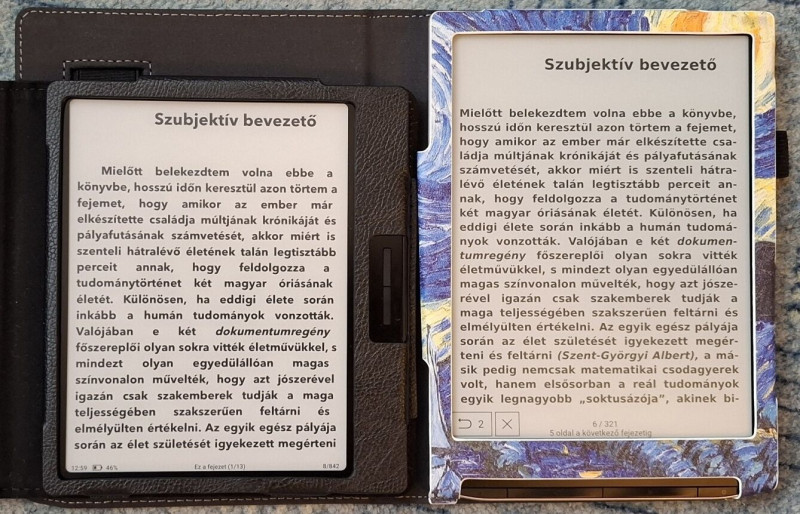 Szubjektív bevezető
Mielőtt belekezdtem volna ebbe a
könyvbe, hosszú időn keresztül azon törtem a
fejemet, hogy amikor az ember már
elkészítette családja múltjának krónikáját és
pályafutásának számvetését, akkor miért is
szenteli hátralévő életének talán legtisztább
perceit annak, hogy feldolgozza a
tudománytörténet két magyar óriásának
életét. Különösen, ha eddigi élete során
inkább a humán tudományok vonzották.
Valójában e két dokumentumregény
főszereplői olyan sokra vitték életművükkel, s
mindezt olyan egyedülállóan magas
színvonalon művelték, hogy azt jószerével
igazán csak szakemberek tudják a maga
teljességében szakszerűen feltárni és
elmélyülten értékelni. Az egyik egész pályája
során az élet születését igyekezett megérteni
12:59 46% Ez a fejezet (1/13) 8/842
Szubjektív bevezető
Mielőtt belekezdtem volna ebbe a könyvbe,
hosszú időn keresztül azon törtem a fejemet,
hogy amikor az ember már elkészítette csa-
ládja múltjának krónikáját és pályafutásának
számvetését, akkor miért is szenteli hátra-
lévő életének talán legtisztább perceit an-
nak, hogy feldolgozza a tudománytörténet
két magyar óriásának életét. Különösen, ha
eddigi élete során inkább a humán tudomá-
nyok vonzották. Valójában e két dokumen-
tumregény főszereplői olyan sokra vitték
életművükkel, s mindezt olyan egyedülállóan
magas színvonalon művelték, hogy azt jósze-
rével igazán csak szakemberek tudják a
maga teljességében szakszerűen feltárni és
elmélyülten értékelni. Az egyik egész pályája
során az élet születését igyekezett megér-
teni és feltárni (Szent-Györgyi Albert), a má-
sik pedig nemcsak matematikai csodagyerek
volt, hanem elsősorban a reál tudományok
egyik legnagyobb „soktusázója”, akinek bi-
2
6 / 321
5 oldal a következő fejezetig